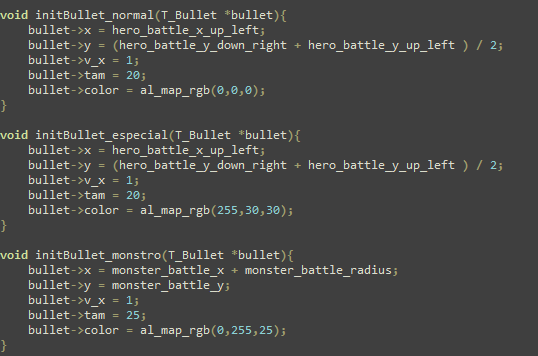 void initBullet_normal(T_Bullet *bullet){
    bullet->x = hero_battle_x_up_left;
    bullet->y = (hero_battle_y_down_right + hero_battle_y_up_left ) / 2;
    bullet->v_x = 1;
    bullet->tam = 20;
    bullet->color = al_map_rgb(0,0,0);
}

void initBullet_especial(T_Bullet *bullet){
    bullet->x = hero_battle_x_up_left;
    bullet->y = (hero_battle_y_down_right + hero_battle_y_up_left ) / 2;
    bullet->v_x = 1;
    bullet->tam = 20;
    bullet->color = al_map_rgb(255,30,30);
}

void initBullet_monstro(T_Bullet *bullet){
    bullet->x = monster_battle_x + monster_battle_radius;
    bullet->y = monster_battle_y;
    bullet->v_x = 1;
    bullet->tam = 25;
    bullet->color = al_map_rgb(0,255,25);
}